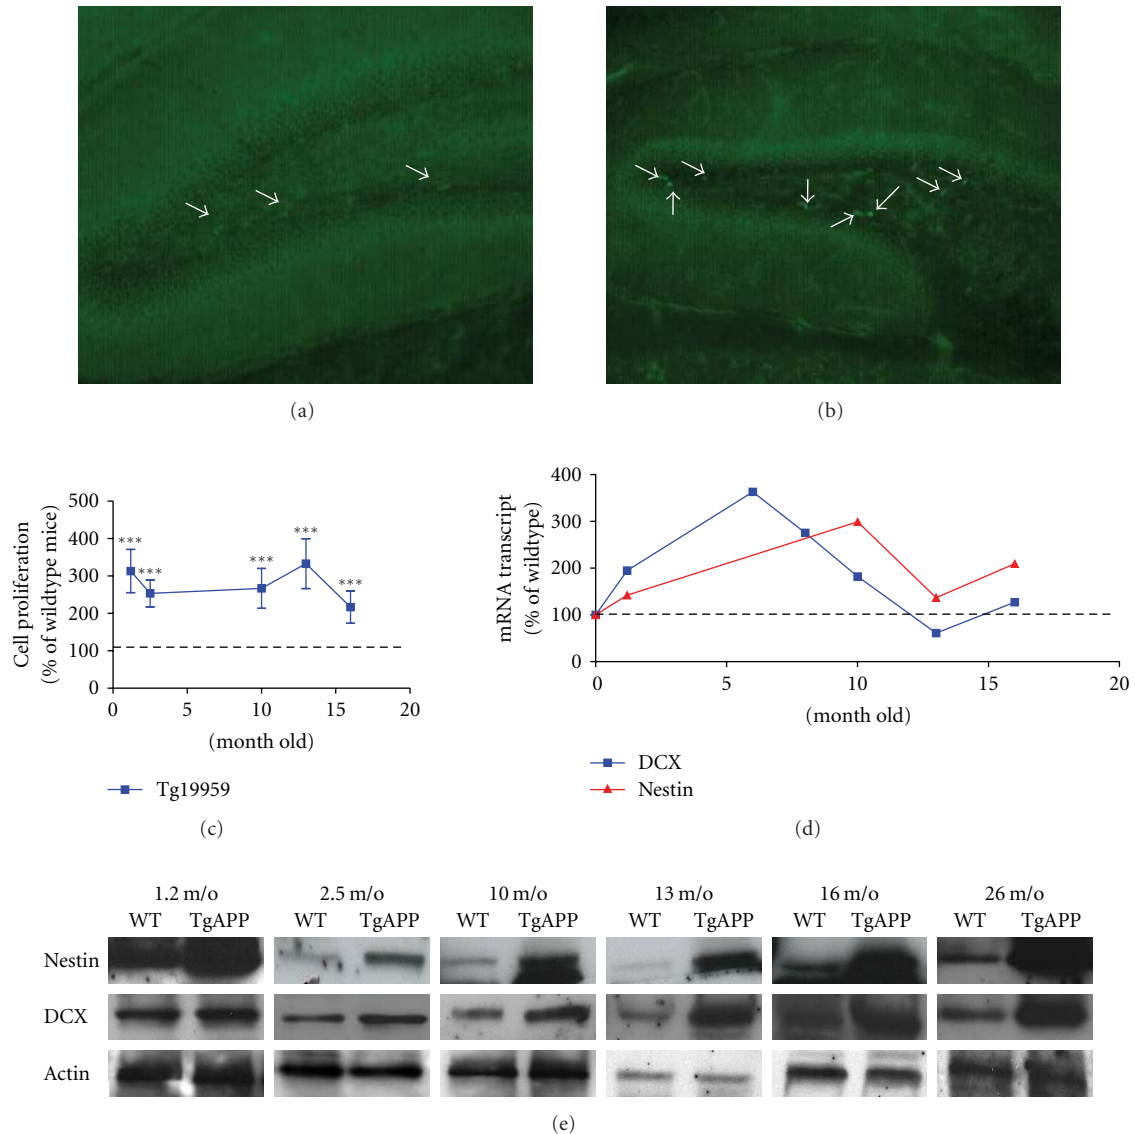 (a)
(b)
500
400
300
200
100
0
0 5 10 15 20
Cell proliferation
(% of wildtype mice)
***
***
***
***
***
(month old)
Tg19959
(c)
400
300
200
100
0
0 5 10 15 20
mRNA transcript
(% of wildtype)
(month old)
DCX
Nestin
(d)
1.2 m/o 2.5 m/o 10 m/o 13 m/o 16 m/o 26 m/o
WT TgAPP WT TgAPP WT TgAPP WT TgAPP WT TgAPP WT TgAPP
Nestin
DCX
Actin
(e)